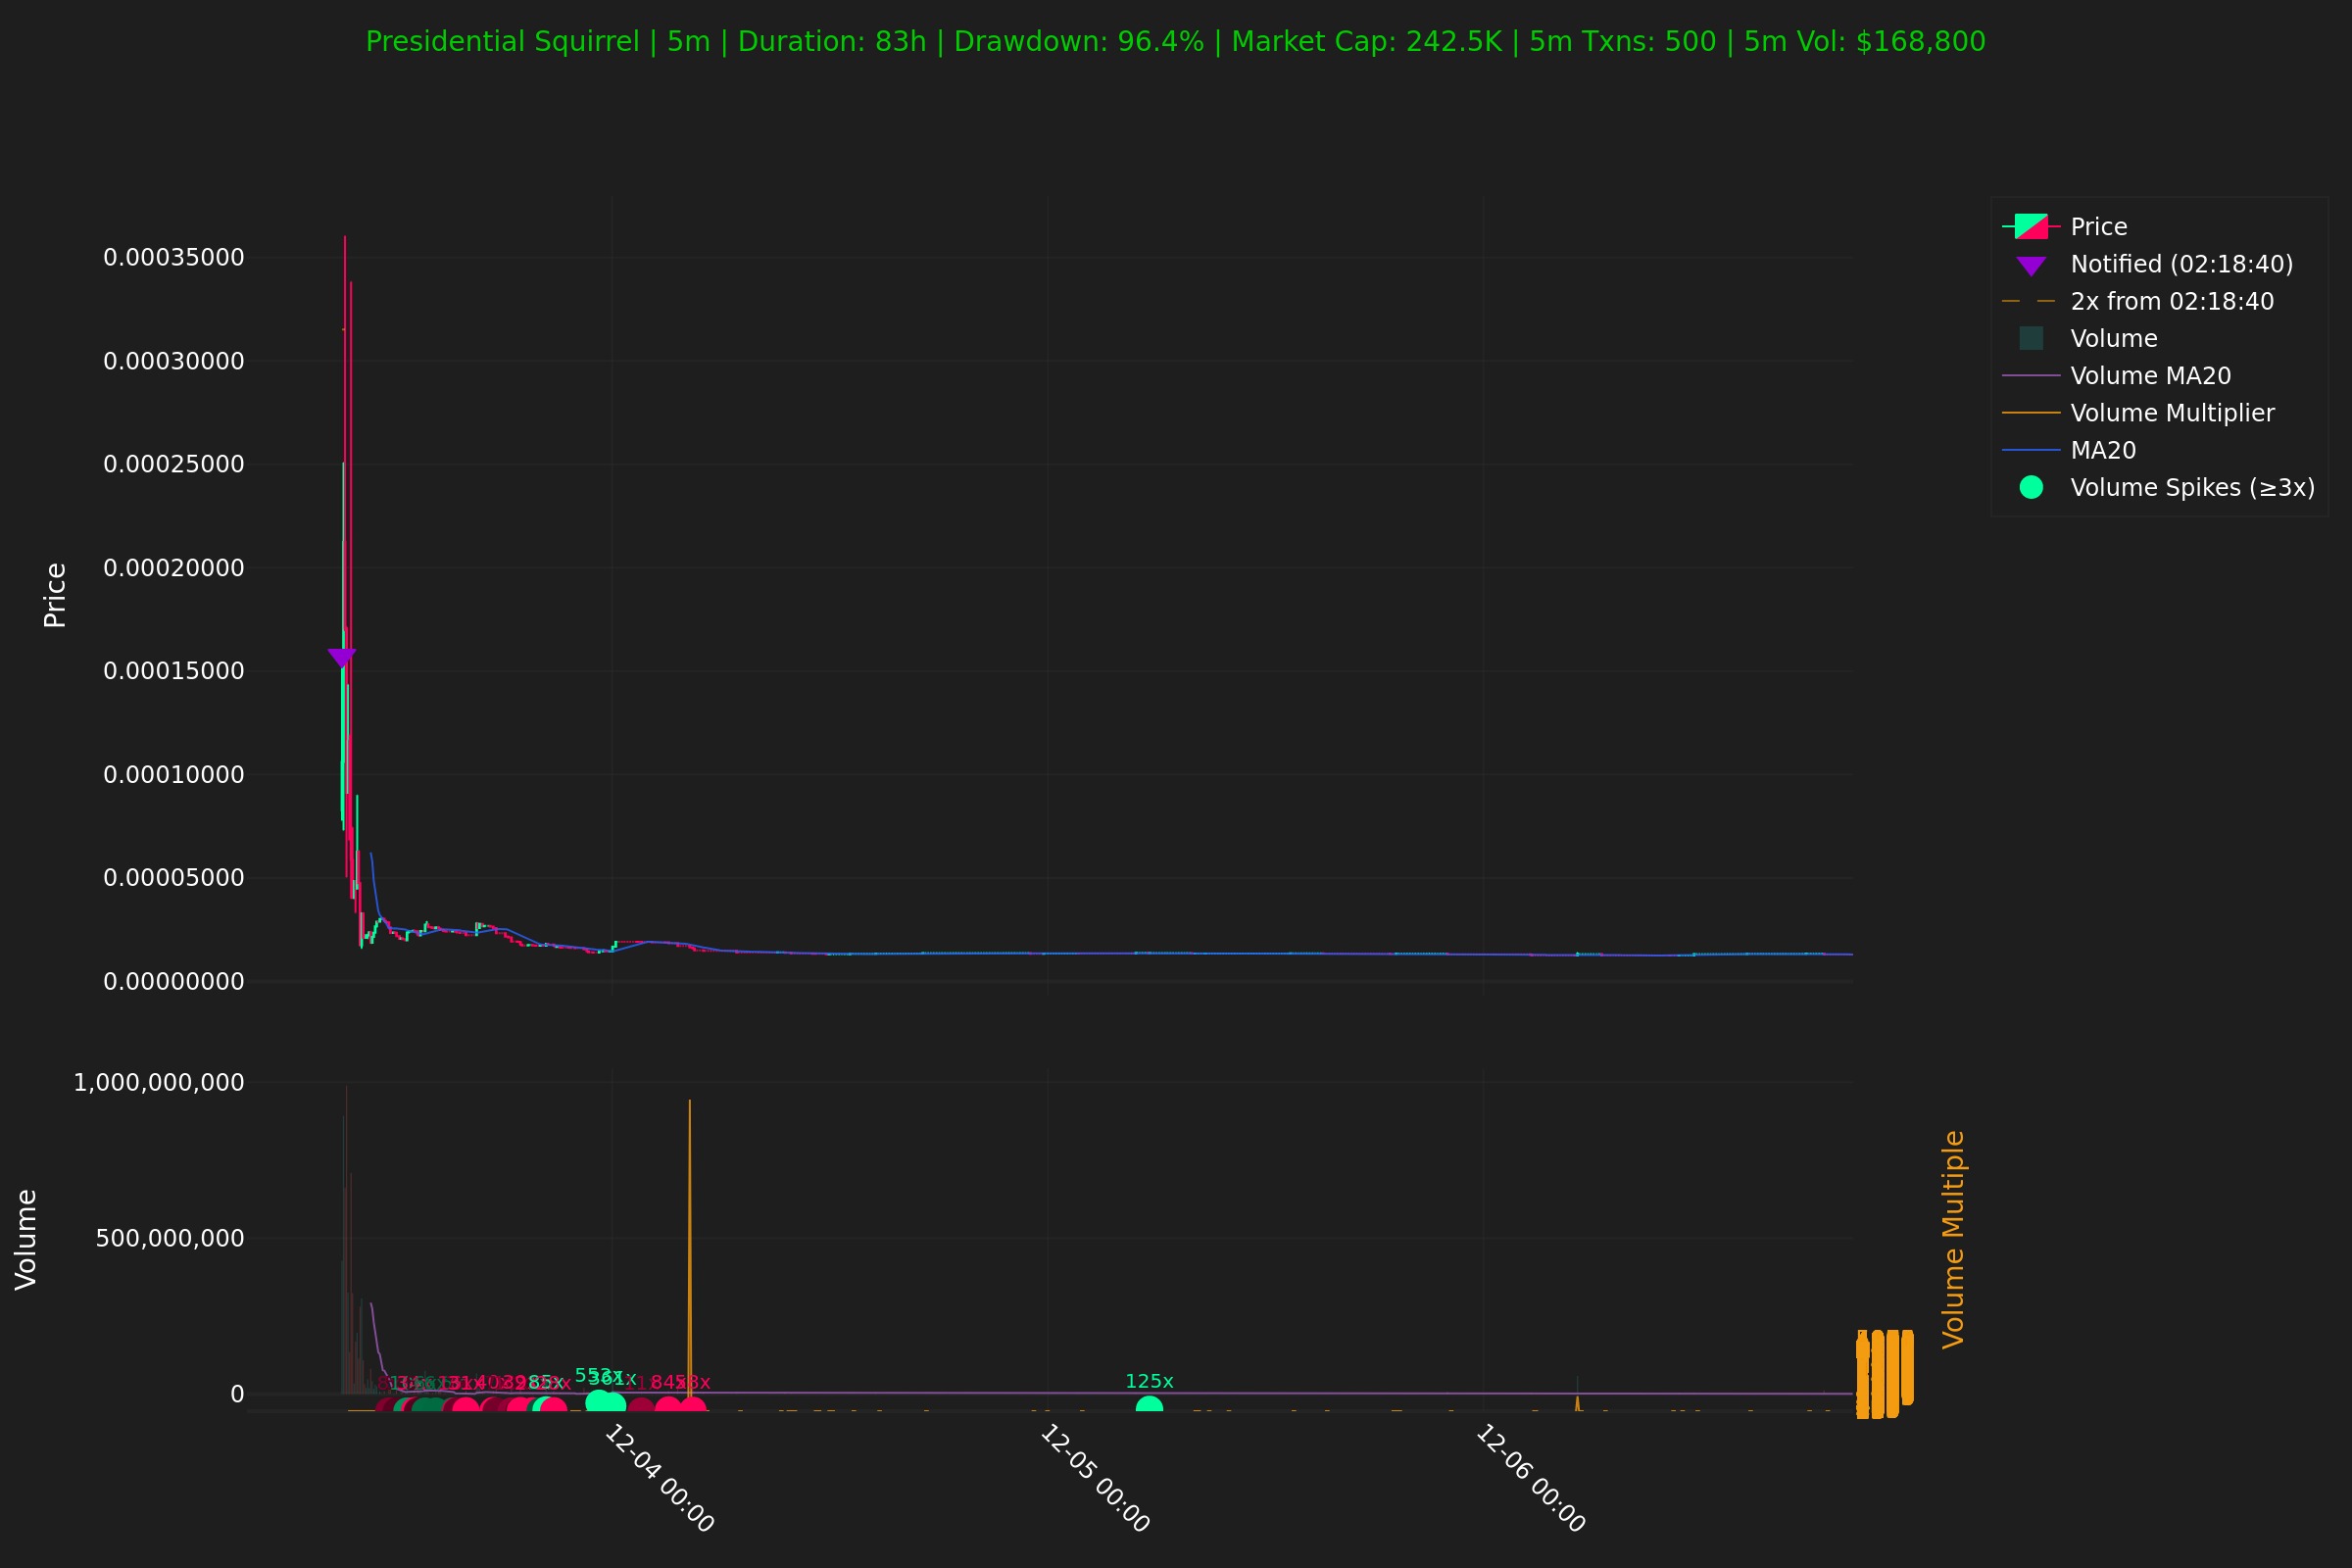 Presidential Squirrel | 5m | Duration: 83h | Drawdown: 96.4% | Market Cap: 242.5K | 5m Txns: 500 | 5m Vol: $168,800
Price
0.00035000
0.00030000
0.00025000
0.00020000
0.00015000
0.00010000
0.00005000
0.00000000
Price
Notified (02:18:40)
2x from 02:18:40
Volume
Volume MA20
Volume Multiplier
MA20
Volume Spikes (≥3x)
Volume
1,000,000,000
500,000,000
0
85x
361x
125x
Volume Multiple
12-04 00:00
12-05 00:00
12-06 00:00